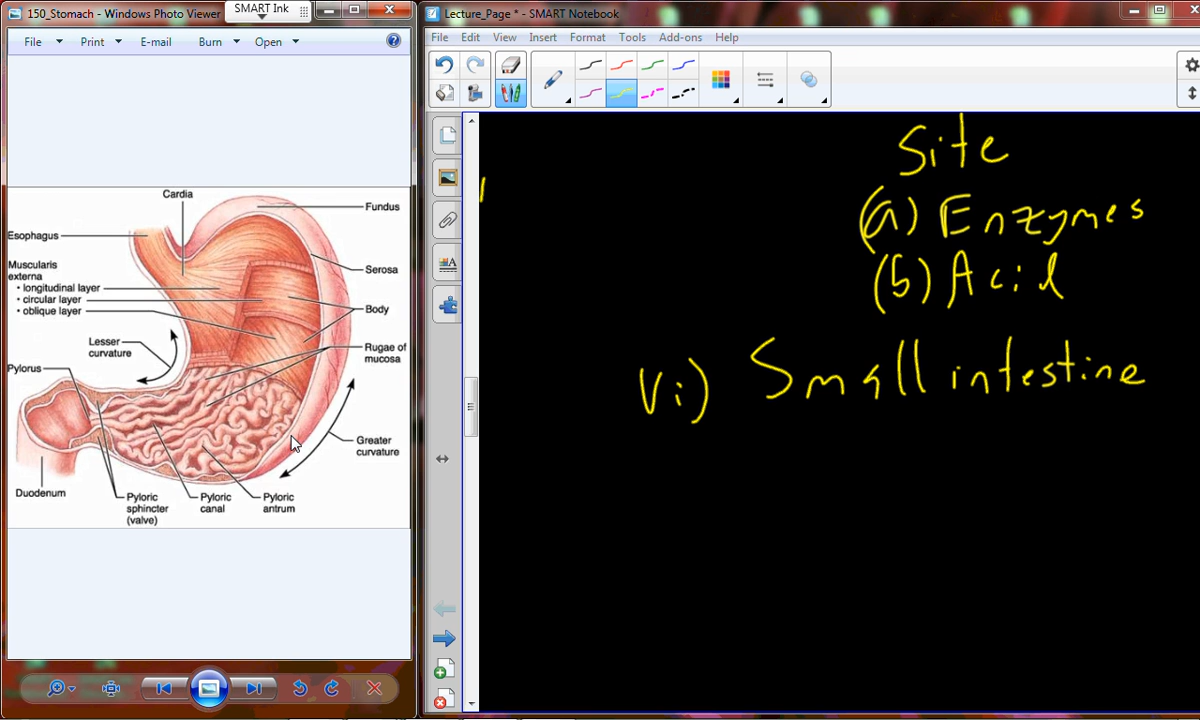 150_Stomach - Windows Photo Viewer
SMART Ink
File Print E-mail Burn Open
Cardia
Fundus
Esophagus
Muscularis
externa
• longitudinal layer
• circular layer
• oblique layer
Serosa
Body
Lesser
curvature
Rugae of
mucosa
Pylorus
Greater
curvature
Duodenum
Pyloric
sphincter
(valve)
Pyloric
canal
Pyloric
antrum
Lecture_Page * - SMART Notebook
File Edit View Insert Format Tools Add-ons Help
Site
(a) Enzymes
(b) Acid
vi) Small intestine